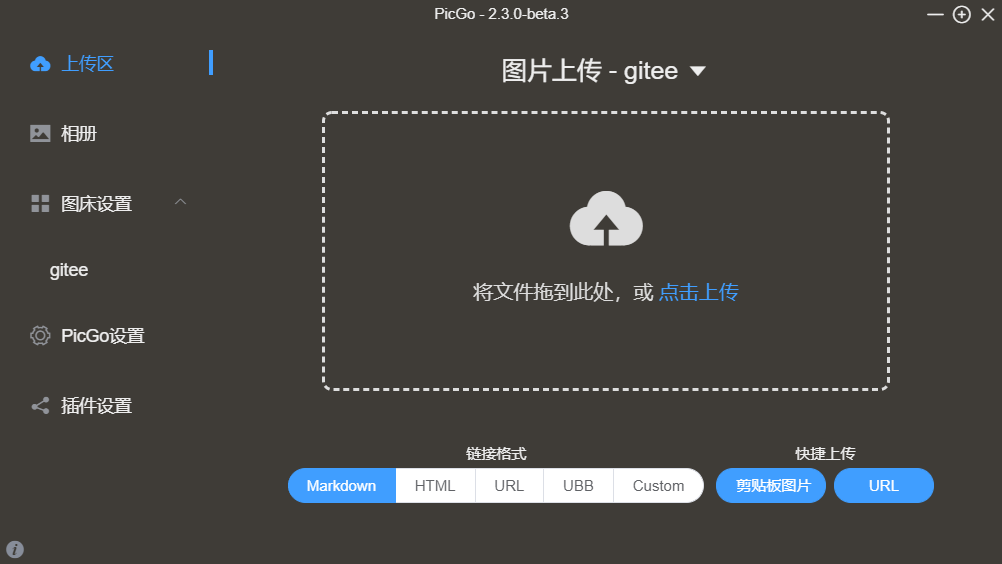 PicGo - 2.3.0-beta.3
上传区
相册
图床设置
gitee
PicGo设置
插件设置
图片上传 - gitee
将文件拖到此处，或 点击上传
链接格式
Markdown HTML URL UBB Custom
快捷上传
剪贴板图片 URL